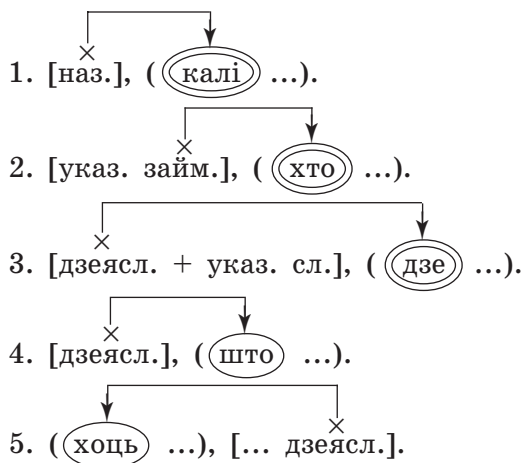 1. [наз.], ( калі ...).
2. [указ. займ.], ( хто ...).
3. [дзеясл. + указ. сл.], ( дзе ...).
4. [дзеясл.], ( што ...).
5. ( хоць ...), [... дзеясл.].